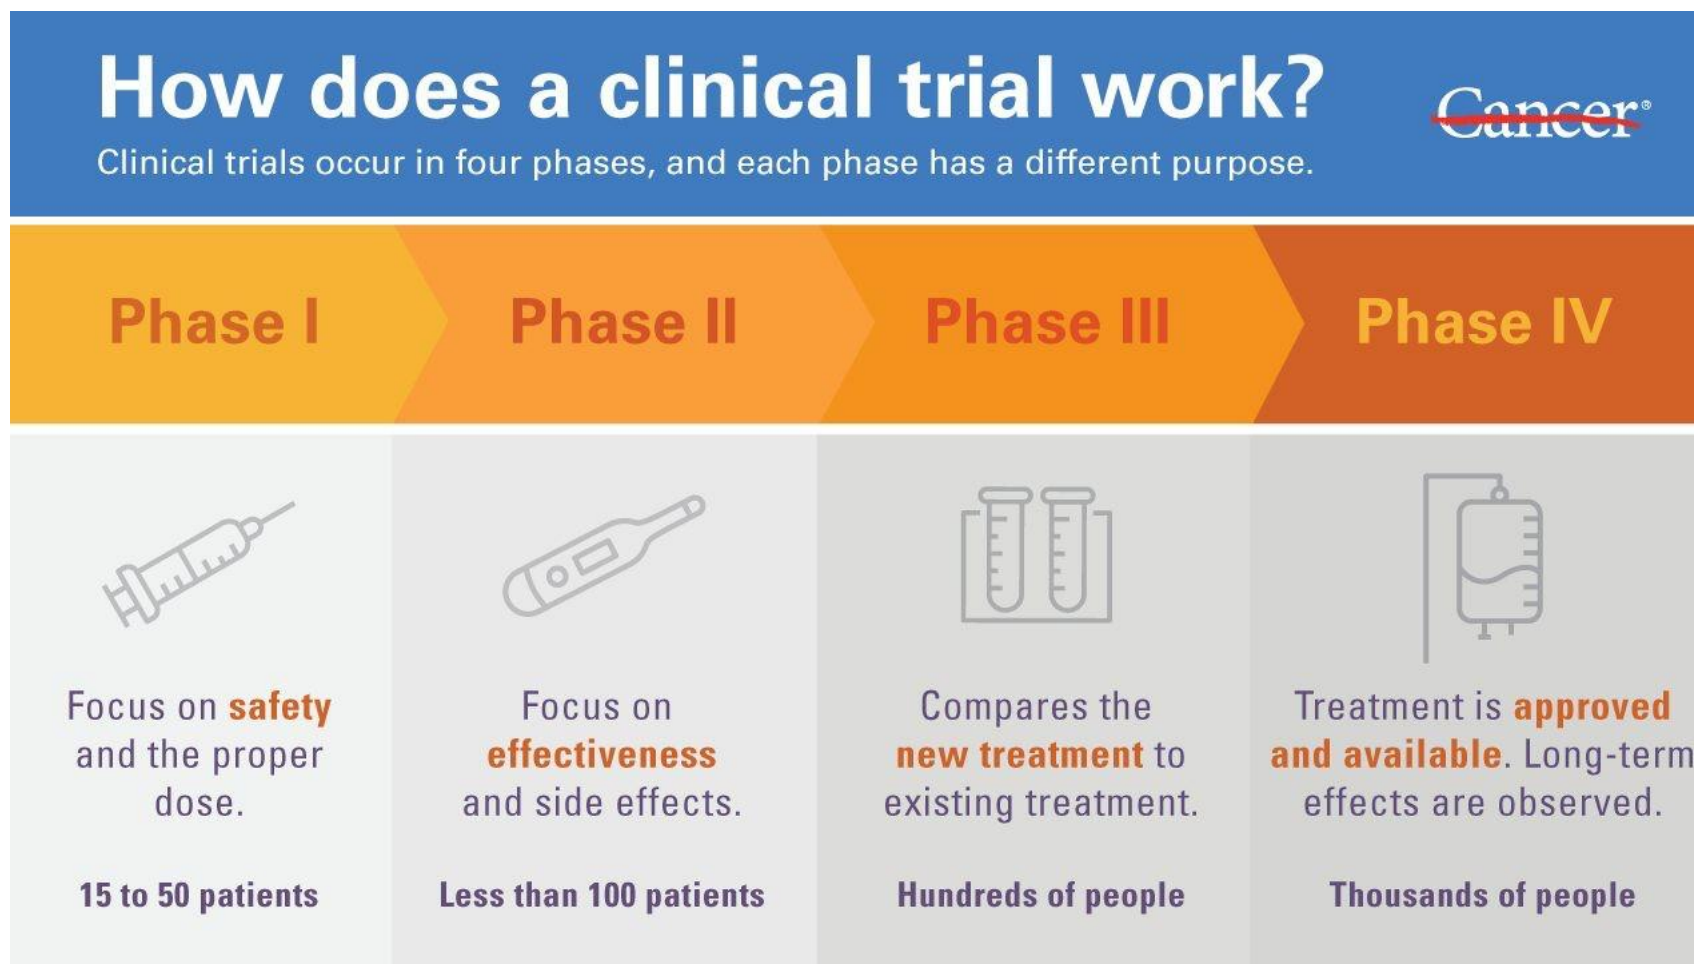 How does a clinical trial work?
Clinical trials occur in four phases, and each phase has a different purpose.
Cancer®
Phase I
Phase II
Phase III
Phase IV
Focus on safety
and the proper
dose.
15 to 50 patients
Focus on
effectiveness
and side effects.
Less than 100 patients
Compares the
new treatment to
existing treatment.
Hundreds of people
Treatment is approved
and available. Long-term
effects are observed.
Thousands of people